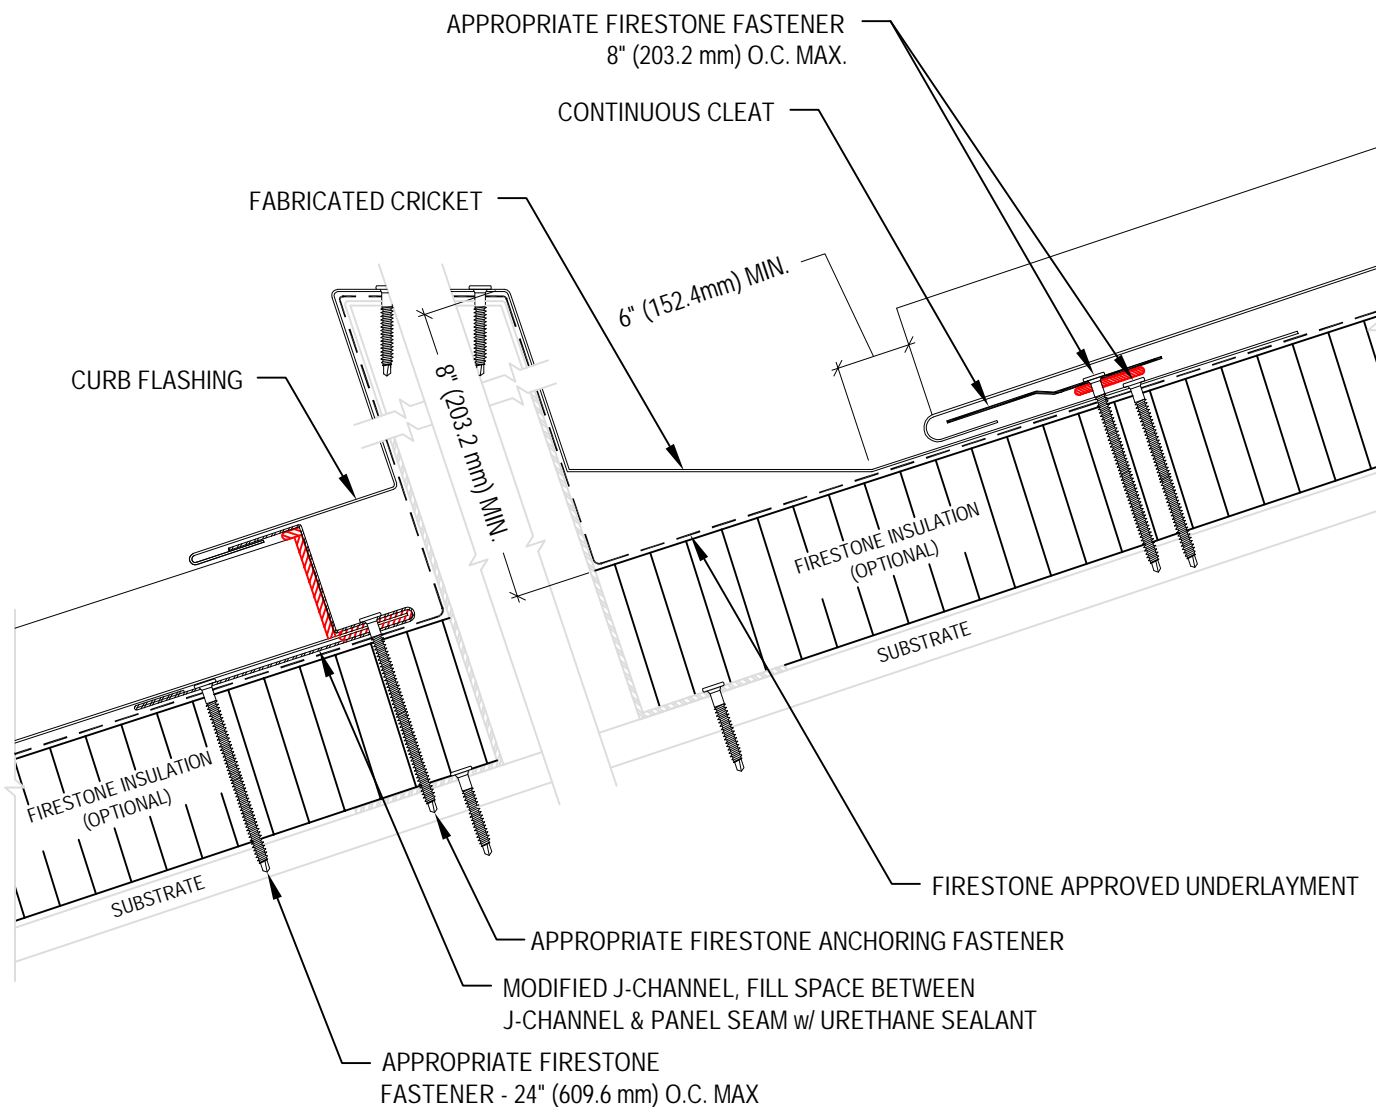 APPROPRIATE FIRESTONE FASTENER
8" (203.2 mm) O.C. MAX.
CONTINUOUS CLEAT
FABRICATED CRICKET
6" (152.4mm) MIN.
CURB FLASHING
8" (203.2 mm) MIN.
FIRESTONE INSULATION
(OPTIONAL)
SUBSTRATE
FIRESTONE INSULATION
(OPTIONAL)
SUBSTRATE
FIRESTONE APPROVED UNDERLAYMENT
APPROPRIATE FIRESTONE ANCHORING FASTENER
MODIFIED J-CHANNEL, FILL SPACE BETWEEN
J-CHANNEL & PANEL SEAM w/ URETHANE SEALANT
APPROPRIATE FIRESTONE
FASTENER - 24" (609.6 mm) O.C. MAX